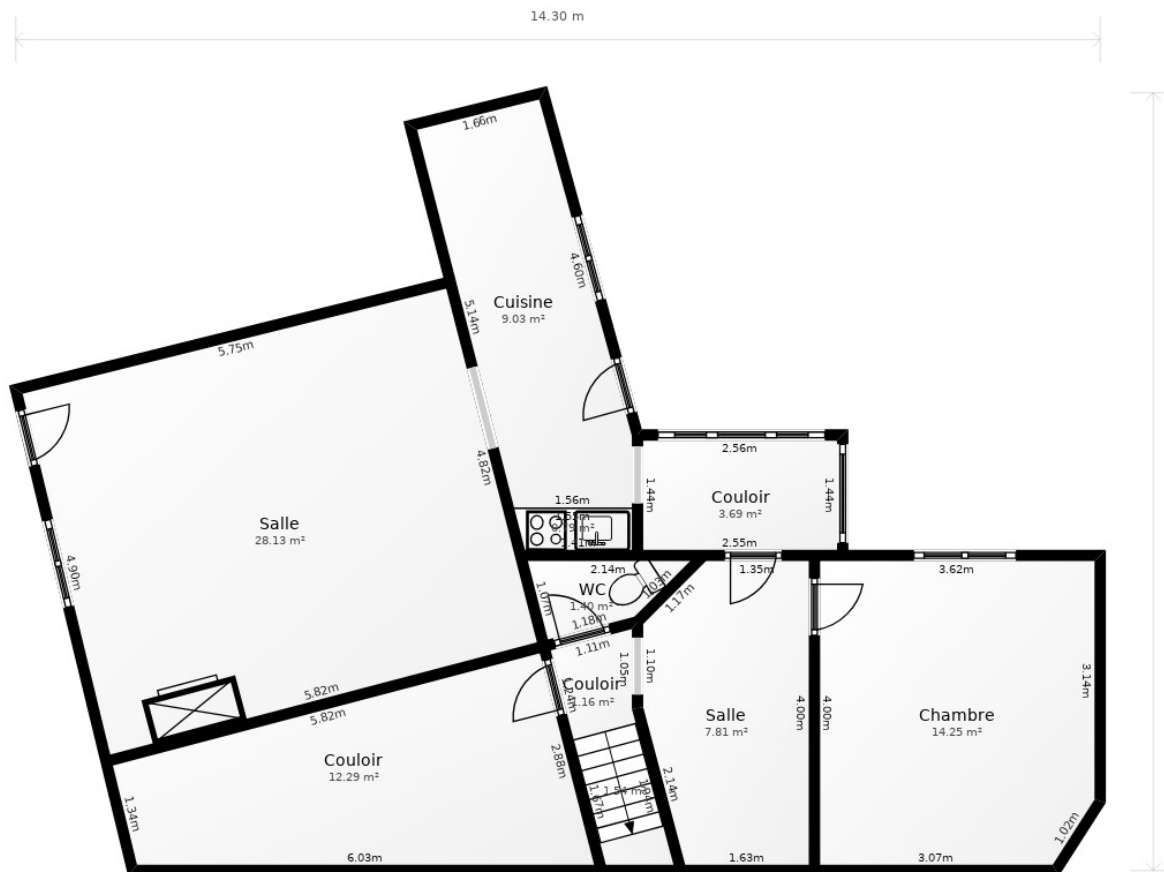 14.30 m
1.66m
4.60m
Cuisine
9.03 m²
5.14m
5.75m
4.82m
2.56m
1.44m
1.44m
Couloir
3.69 m²
2.55m
1.56m
Salle
28.13 m²
4.90m
2.14m
1.35m
3.62m
WC
1.40 m²
1.07m
1.03m
1.17m
1.18m
1.11m
1.05m
1.10m
Couloir
1.16 m²
3.14m
5.82m
5.82m
Salle
7.81 m²
4.00m
4.00m
Chambre
14.25 m²
Couloir
12.29 m²
2.88m
2.14m
1.34m
1.02m
6.03m
1.63m
3.07m